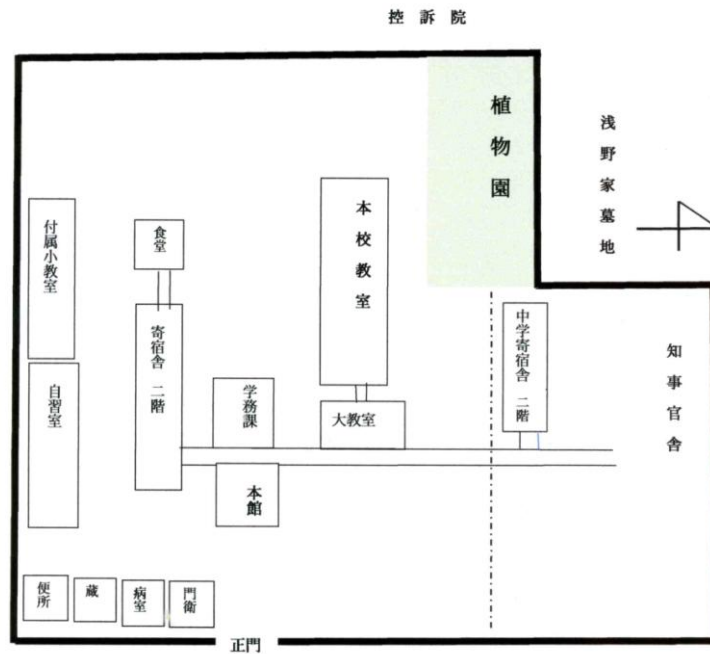 控訴院
植物園
浅野家墓地
本校教室
付属小教室
食堂
寄宿舎 二階
中学寄宿舎 二階
知事官舎
自習室
学務課
大教室
本館
便所
蔵
病室
門衛
正門